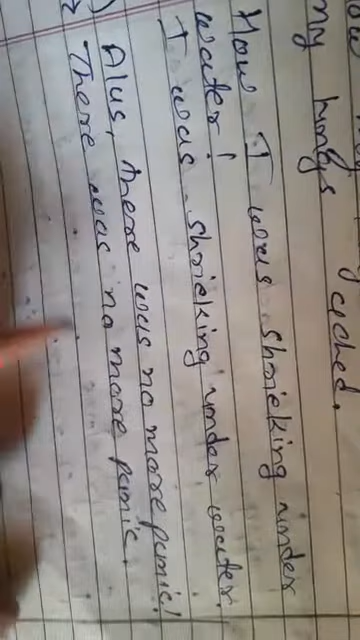 my lungs ached.
How I was shrieking under
water!
I was shrieking under water.
Alas, there was no more panic!
There was no more panic.